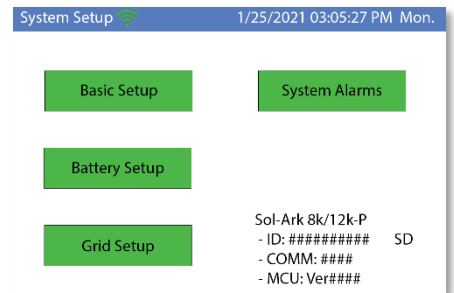 System Setup 1/25/2021 03:05:27 PM Mon.
Basic Setup System Alarms
Battery Setup
Grid Setup
Sol-Ark 8k/12k-P
- ID: ########## SD
- COMM: ####
- MCU: Ver####